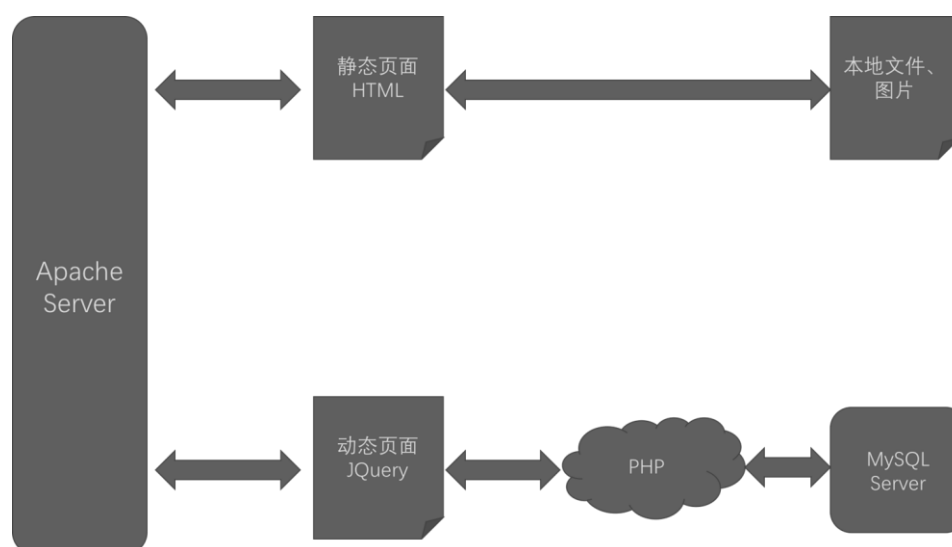 静态页面
HTML
本地文件、
图片
Apache
Server
动态页面
JQuery
PHP
MySQL
Server